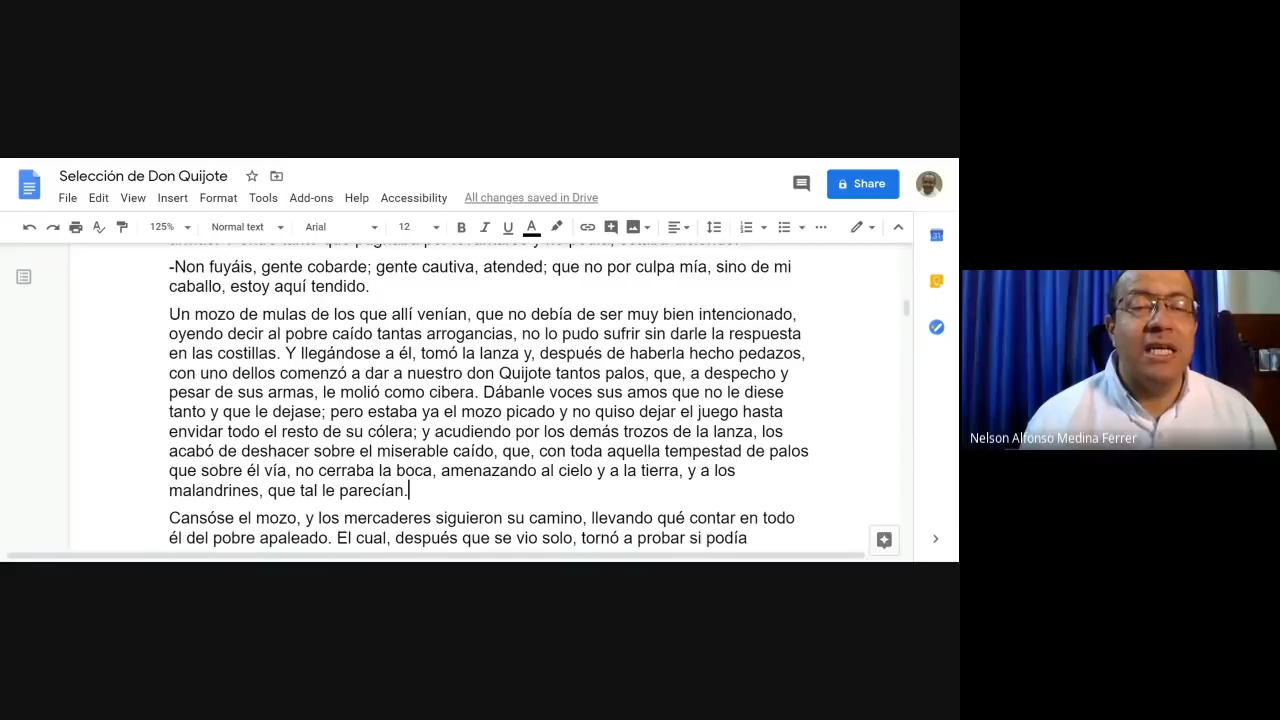 Selección de Don Quijote
File Edit View Insert Format Tools Add-ons Help Accessibility All changes saved in Drive
Share
125% Normal text Arial 12 B I U A
-Non fuyáis, gente cobarde; gente cautiva, atended; que no por culpa mía, sino de mi
caballo, estoy aquí tendido.
Un mozo de mulas de los que allí venían, que no debía de ser muy bien intencionado,
oyendo decir al pobre caído tantas arrogancias, no lo pudo sufrir sin darle la respuesta
en las costillas. Y llegándose a él, tomó la lanza y, después de haberla hecho pedazos,
con uno dellos comenzó a dar a nuestro don Quijote tantos palos, que, a despecho y
pesar de sus armas, le molió como cibera. Dábanle voces sus amos que no le diese
tanto y que le dejase; pero estaba ya el mozo picado y no quiso dejar el juego hasta
envidar todo el resto de su cólera; y acudiendo por los demás trozos de la lanza, los
acabó de deshacer sobre el miserable caído, que, con toda aquella tempestad de palos
que sobre él vía, no cerraba la boca, amenazando al cielo y a la tierra, y a los
malandrines, que tal le parecían.
Cansóse el mozo, y los mercaderes siguieron su camino, llevando qué contar en todo
él del pobre apaleado. El cual, después que se vio solo, tornó a probar si podía
31
Nelson Alfonso Medina Ferrer